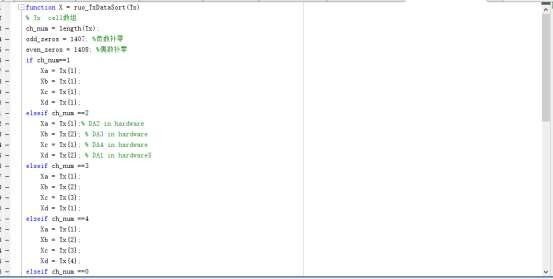 function X = ruo_TxDataSort(Tx)
% Tx cell数组
ch_num = length(Tx);
odd_zeros = 1407; %奇数补零
even_zeros = 1408; %偶数补零
if ch_num==1
Xa = Tx{1};
Xb = Tx{1};
Xc = Tx{1};
Xd = Tx{1};
elseif ch_num ==2
Xa = Tx{1};% DA2 in hardware
Xb = Tx{2}; % DA3 in hardware
Xc = Tx{1}; % DA4 in hardware
Xd = Tx{2}; % DA1 in hardwareS
elseif ch_num ==3
Xa = Tx{1};
Xb = Tx{2};
Xc = Tx{3};
Xd = Tx{1};
elseif ch_num ==4
Xa = Tx{1};
Xb = Tx{2};
Xc = Tx{3};
Xd = Tx{4};
elseif ch_num ==0